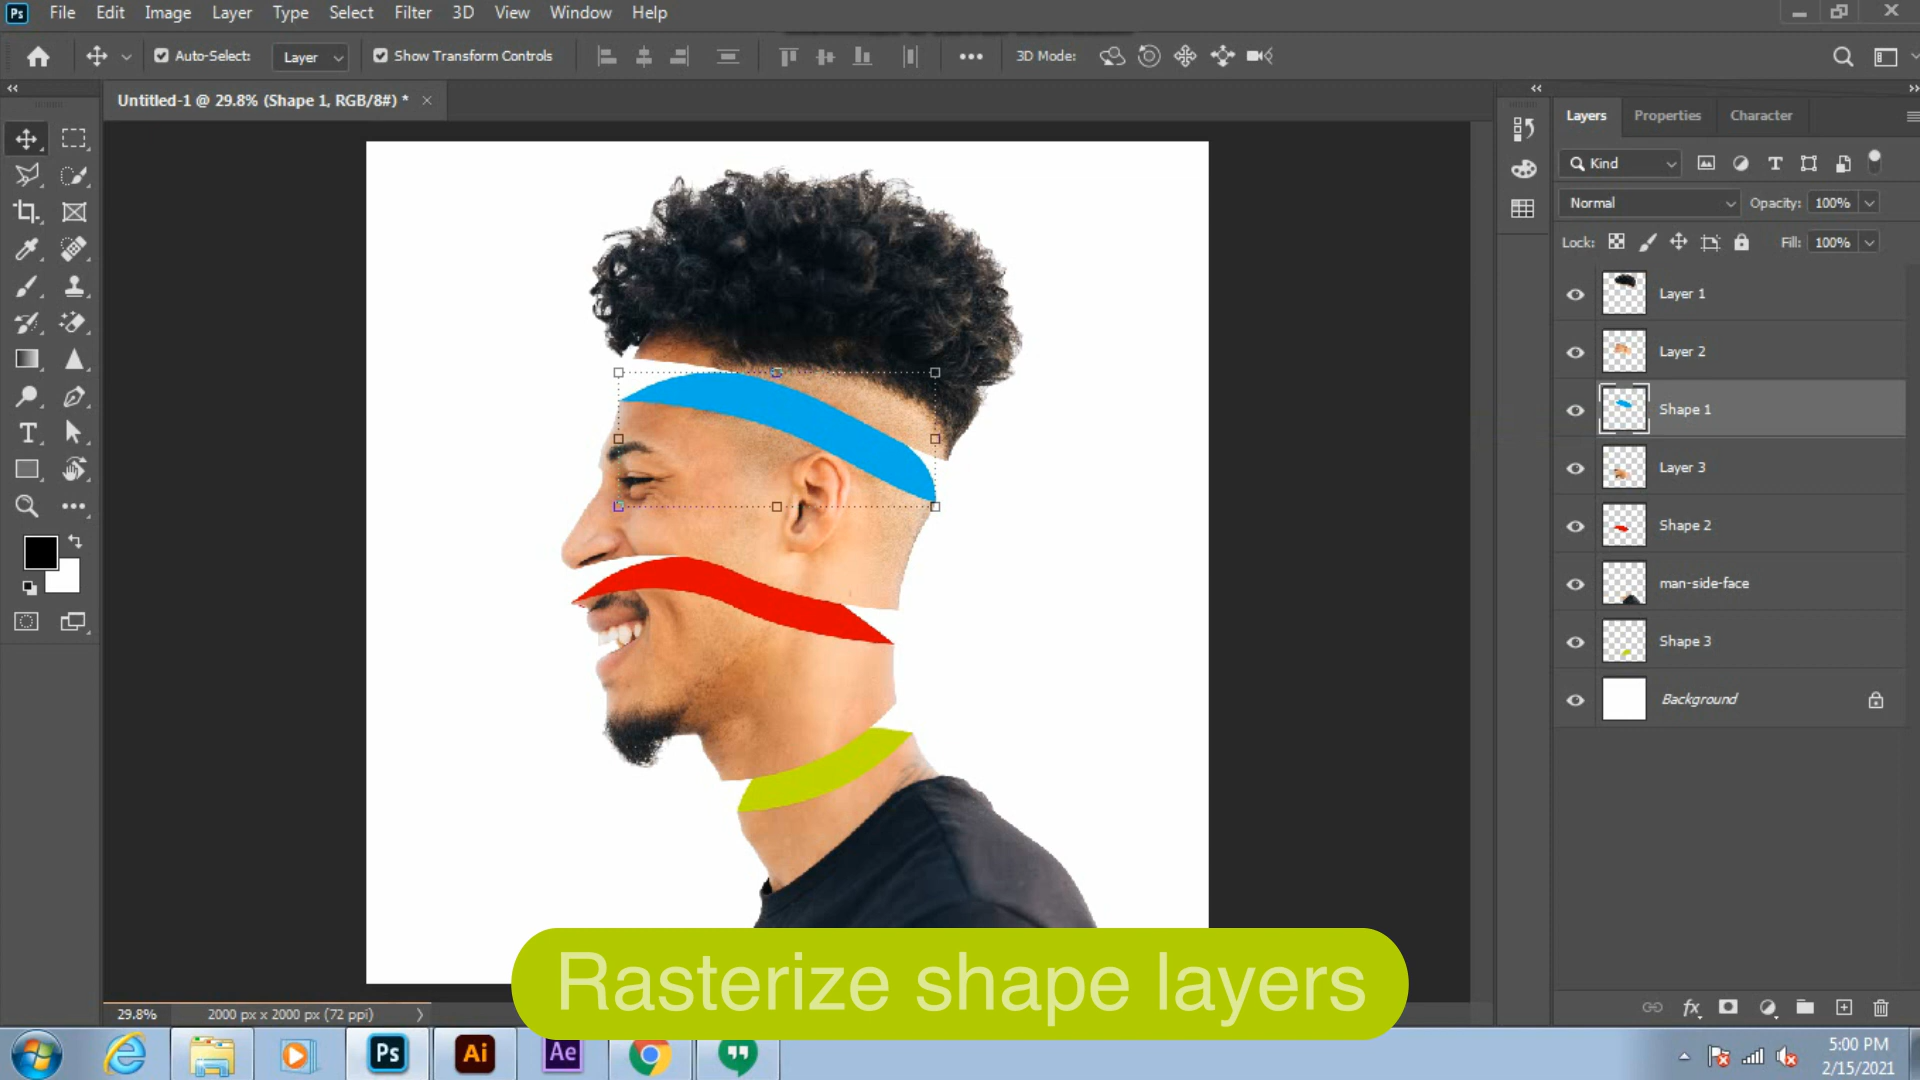 Ps File Edit Image Layer Type Select Filter 3D View Window Help
Auto-Select: Layer Show Transform Controls 3D Mode:
Untitled-1 @ 29.8% (Shape 1, RGB/8#) *
Layers Properties Character
Kind
Normal Opacity: 100%
Lock: Fill: 100%
Layer 1
Layer 2
Shape 1
Layer 3
Shape 2
man-side-face
Shape 3
Background
Rasterize shape layers
29.8% 2000 px x 2000 px (72 ppi)
Ps Ai Ae
5:00 PM
2/15/2021